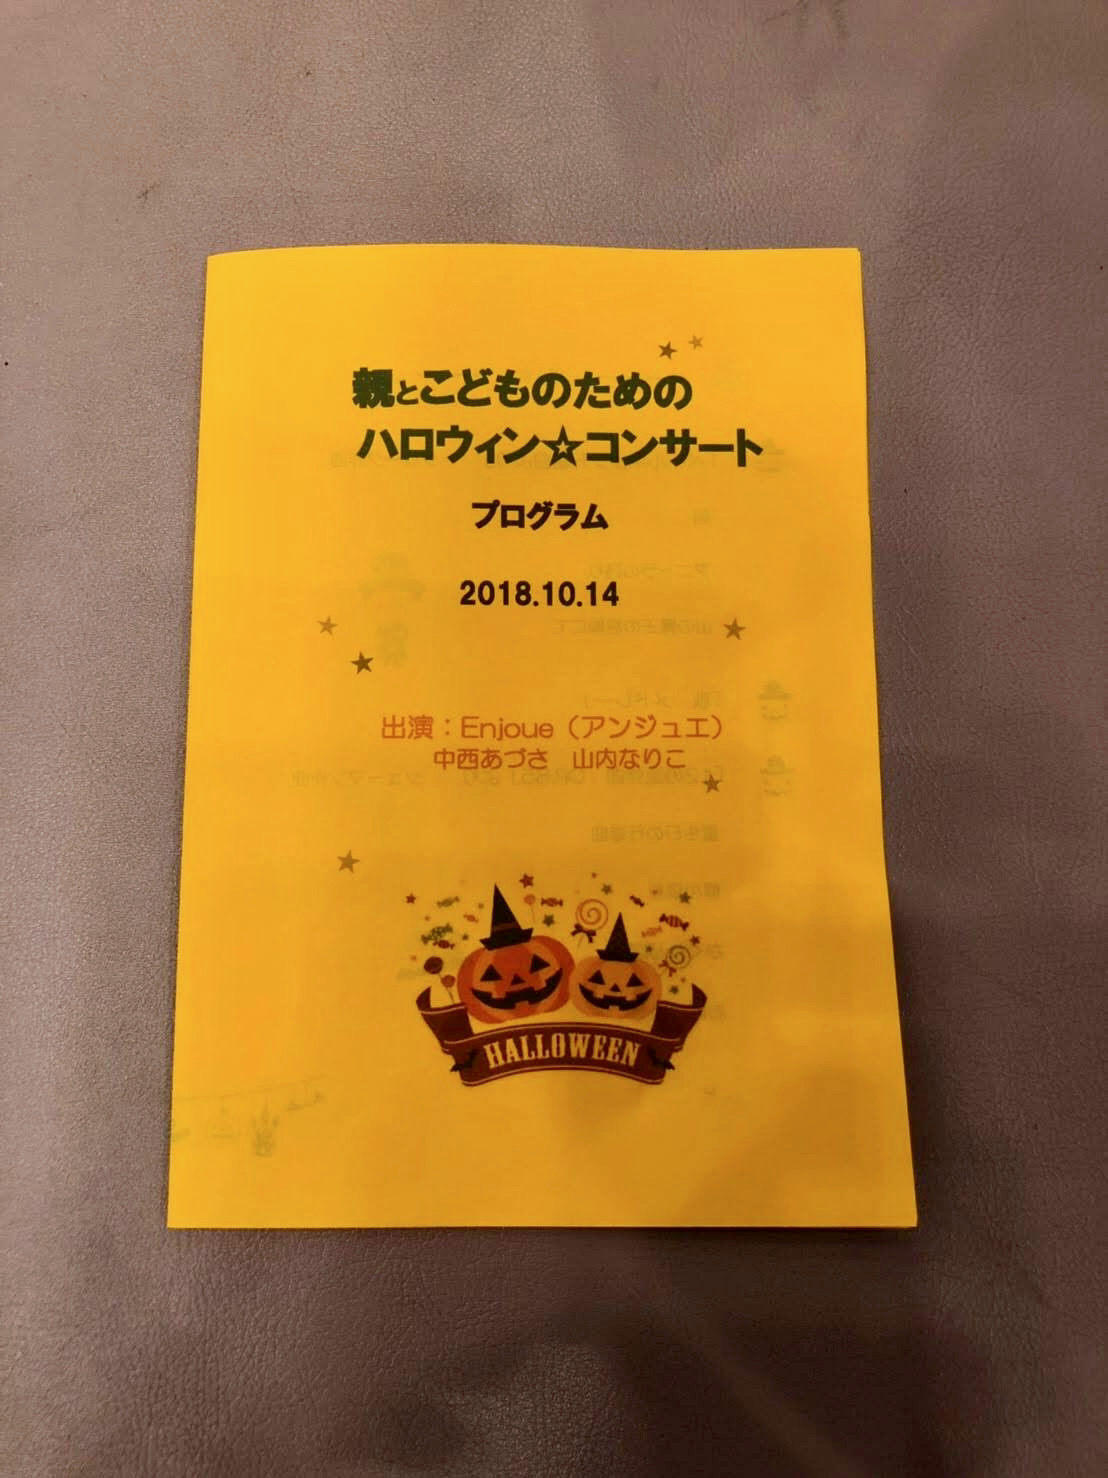 親とこどものための
ハロウィン☆コンサート
プログラム
2018.10.14
出演：Enjoue（アンジュエ）
中西あづさ　山内なりこ
HALLOWEEN